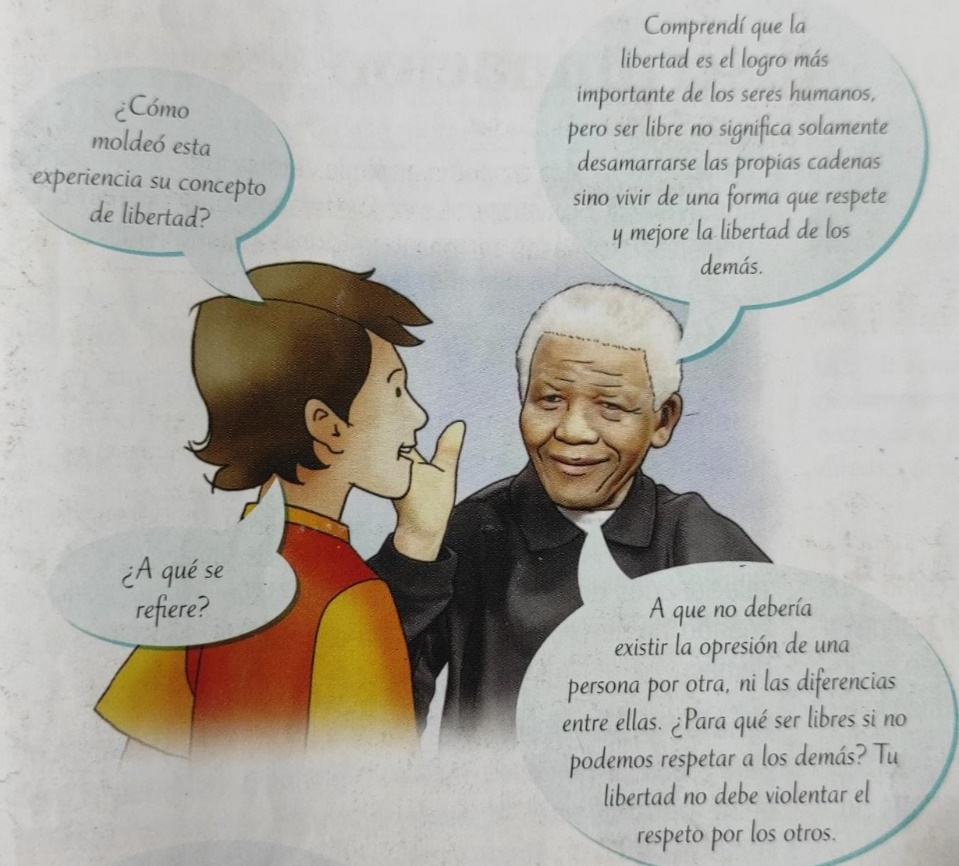 ¿Cómo
moldeó esta
experiencia su concepto
de libertad?
Comprendí que la
libertad es el logro más
importante de los seres humanos,
pero ser libre no significa solamente
desamarrarse las propias cadenas
sino vivir de una forma que respete
y mejore la libertad de los
demás.
¿A qué se
refiere?
A que no debería
existir la opresión de una
persona por otra, ni las diferencias
entre ellas. ¿Para qué ser libres si no
podemos respetar a los demás? Tu
libertad no debe violentar el
respeto por los otros.